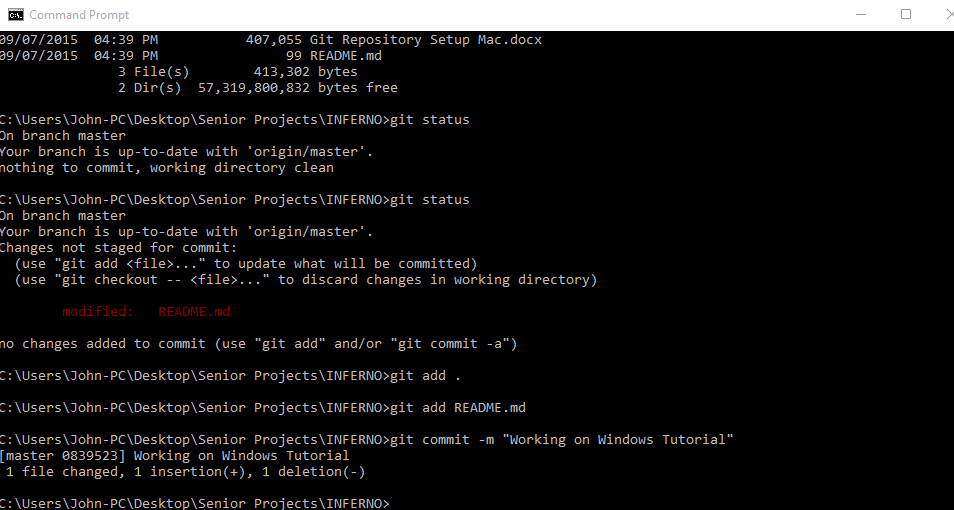 Command Prompt
09/07/2015  04:39 PM           407,055 Git Repository Setup Mac.docx
09/07/2015  04:39 PM                99 README.md
               3 File(s)        413,302 bytes
               2 Dir(s)  57,319,800,832 bytes free
C:\Users\John-PC\Desktop\Senior Projects\INFERNO>git status
On branch master
Your branch is up-to-date with 'origin/master'.
nothing to commit, working directory clean
C:\Users\John-PC\Desktop\Senior Projects\INFERNO>git status
On branch master
Your branch is up-to-date with 'origin/master'.
Changes not staged for commit:
  (use "git add <file>..." to update what will be committed)
  (use "git checkout -- <file>..." to discard changes in working directory)
        modified:   README.md
no changes added to commit (use "git add" and/or "git commit -a")
C:\Users\John-PC\Desktop\Senior Projects\INFERNO>git add .
C:\Users\John-PC\Desktop\Senior Projects\INFERNO>git add README.md
C:\Users\John-PC\Desktop\Senior Projects\INFERNO>git commit -m "Working on Windows Tutorial"
[master 0839523] Working on Windows Tutorial
 1 file changed, 1 insertion(+), 1 deletion(-)
C:\Users\John-PC\Desktop\Senior Projects\INFERNO>